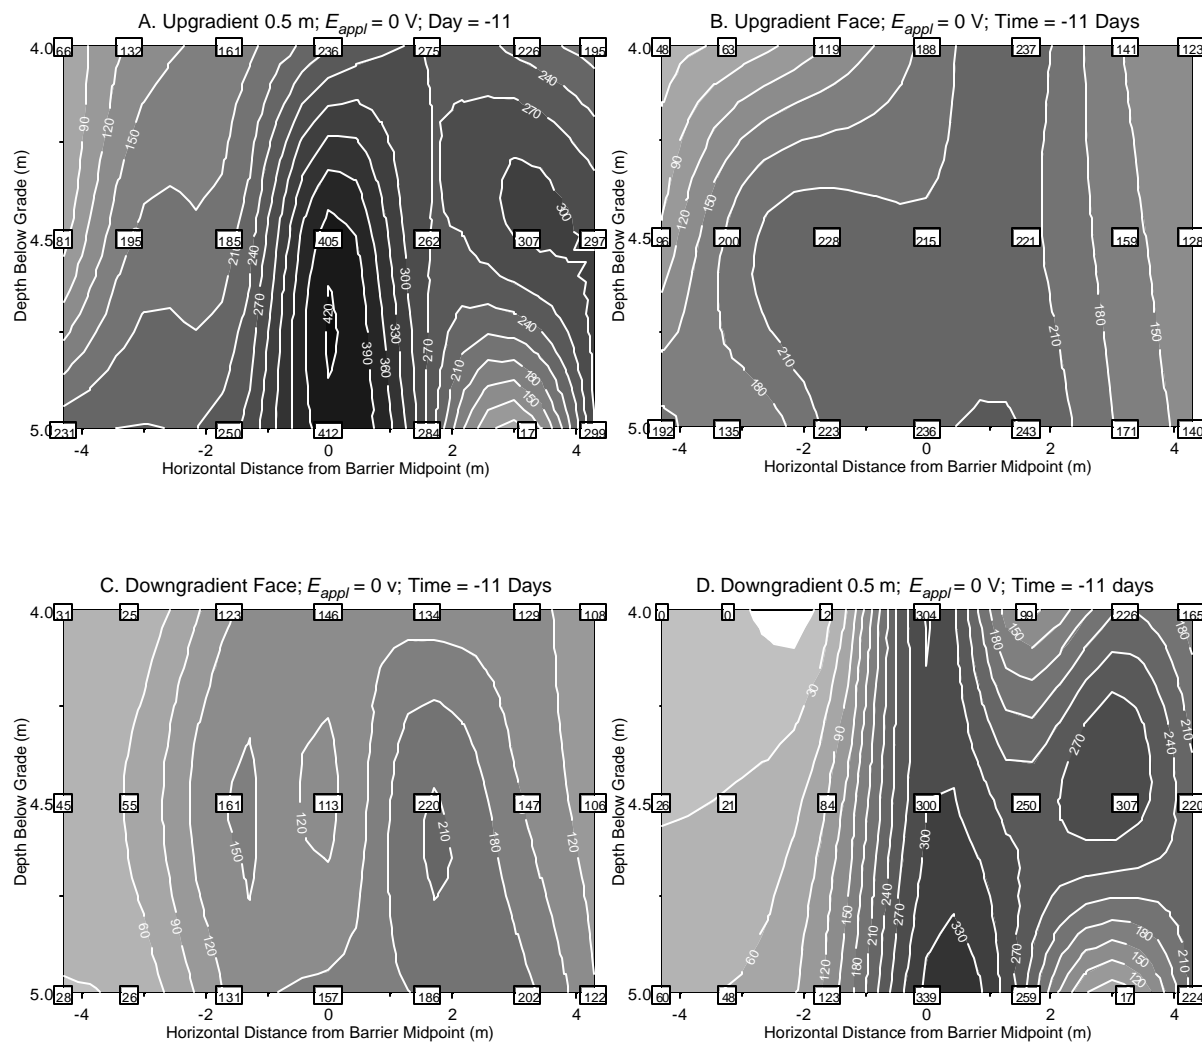 A. Upgradient 0.5 m; Eappl = 0 V; Day = -11
4.0
66 132 161 236 275 226 195
240
270
90 120 150
Depth Below Grade (m)
300
4.5
81 195 185 405 262 307 297
210 240
300
270 420 330 270 240
390 360 210 180
150
5.0
231 250 412 284 17 299
-4 -2 0 2 4
Horizontal Distance from Barrier Midpoint (m)
B. Upgradient Face; Eappl = 0 V; Time = -11 Days
4.0
48 63 119 188 237 141 123
90
120 150
Depth Below Grade (m)
4.5
96 200 228 215 221 159 128
210 180 150
210
180
5.0
192 135 223 236 243 171 140
-4 -2 0 2 4
Horizontal Distance from Barrier Midpoint (m)
C. Downgradient Face; Eappl = 0 v; Time = -11 Days
4.0
31 25 123 146 134 129 108
Depth Below Grade (m)
4.5
45 55 161 113 220 147 106
150 120 210 180 120
60 90 120
5.0
28 26 131 157 186 202 122
-4 -2 0 2 4
Horizontal Distance from Barrier Midpoint (m)
D. Downgradient 0.5 m; Eappl = 0 V; Time = -11 days
4.0
0 0 2 304 99 226 165
150
180 180
30
90 270 240 210
Depth Below Grade (m)
4.5
26 21 84 300 250 307 220
300
240
150 270
210 330 180
60 120 180 270 150 210
120
5.0
60 48 123 339 259 17 224
-4 -2 0 2 4
Horizontal Distance from Barrier Midpoint (m)